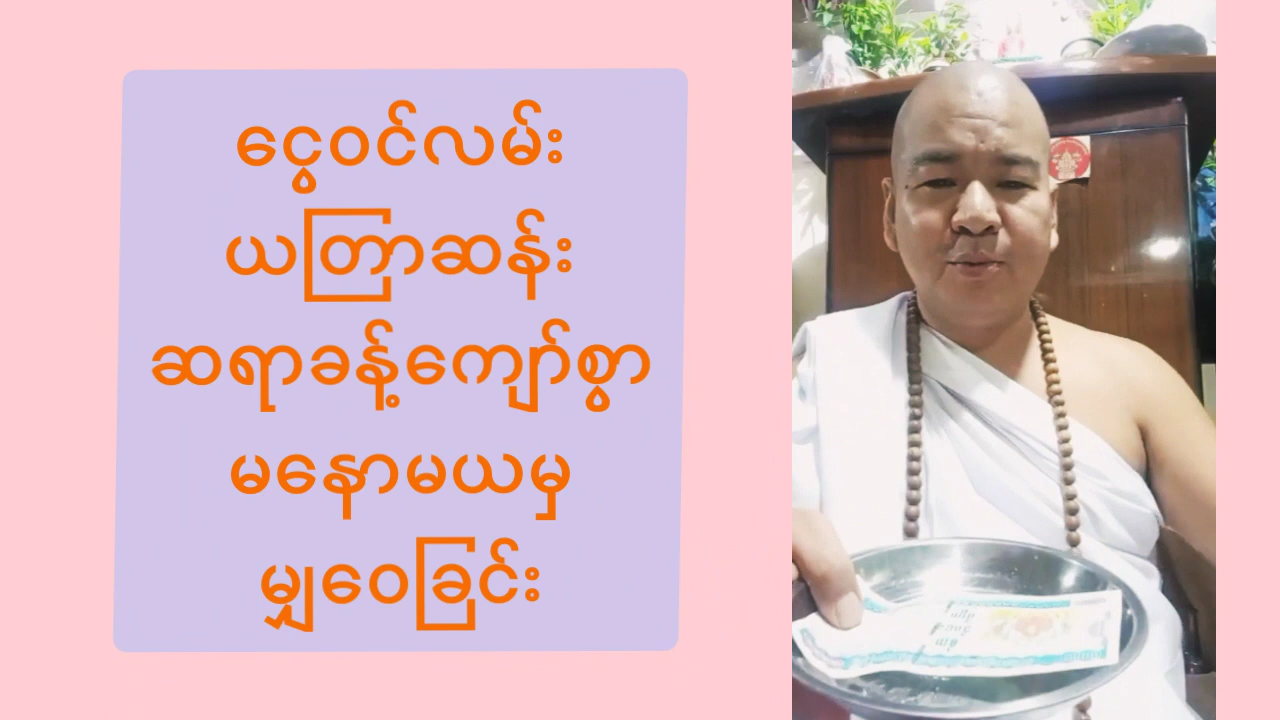 ငွေဝင်လမ်း
ယတြာဆန်း
ဆရာခန့်ကျော်စွာ
မနောမယမှ
မျှဝေခြင်း